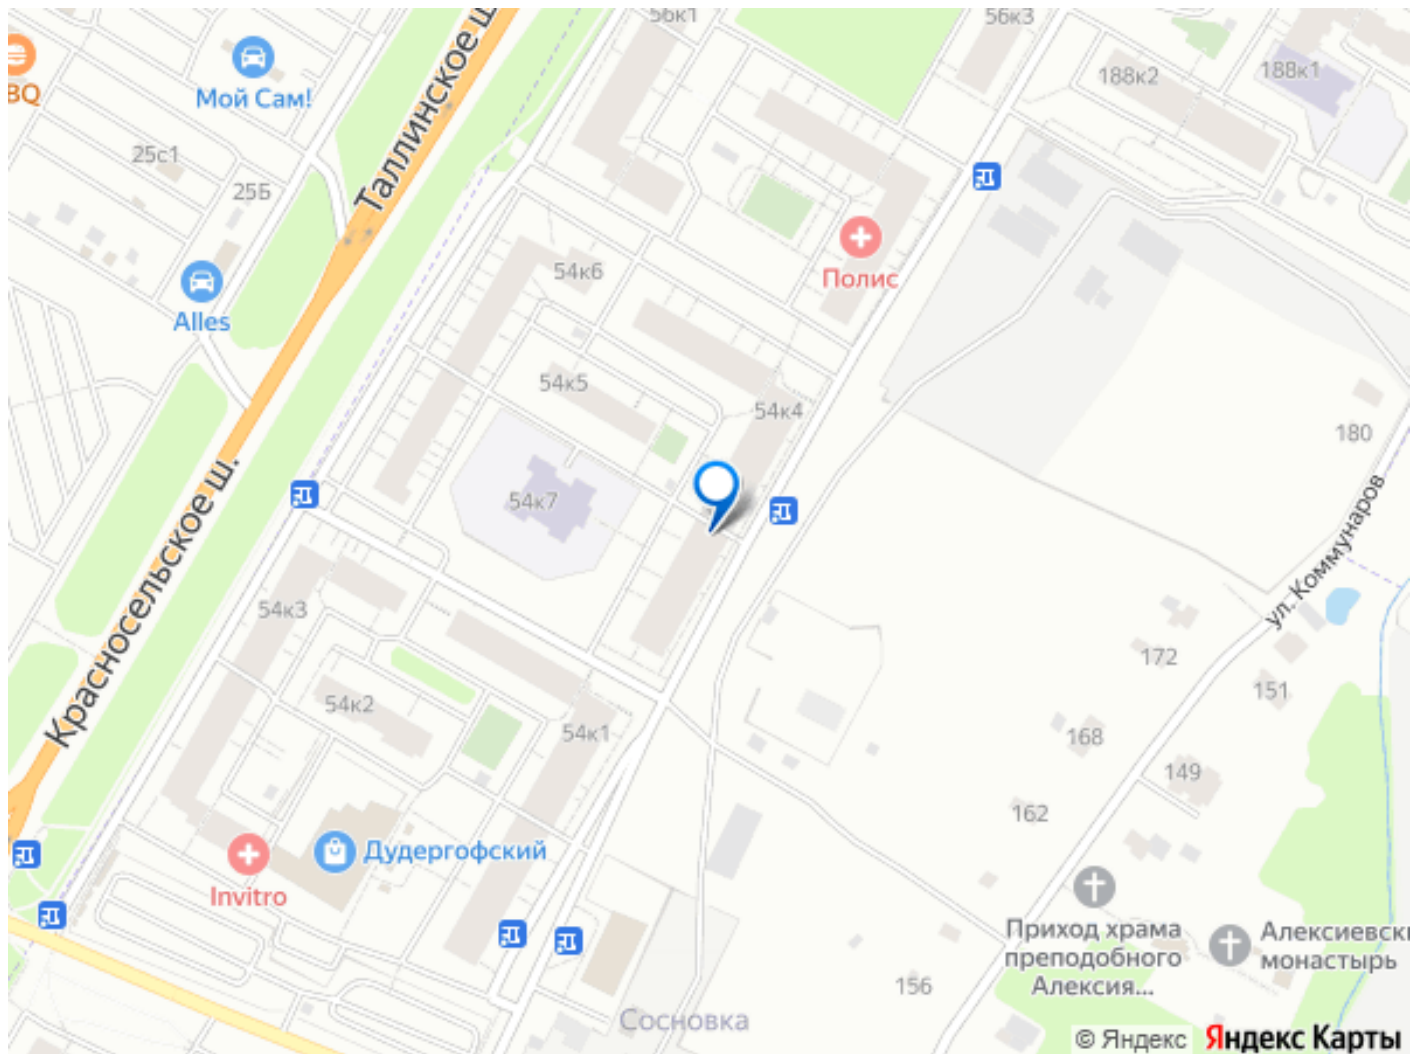 56к1
56к3
188к2
188к1
BQ
Мой Сам!
Таллинское ш.
25с1
25Б
Полис
54к6
Alles
54к5
54к4
180
Красносельское ш.
54к7
ул. Коммунаров
54к3
172
151
54к2
54к1
168
149
162
Дудергофский
Invitro
Приход храма
преподобного
Алексия...
Алексиевск
монастырь
156
Сосновка
© Яндекс
Яндекс Карты